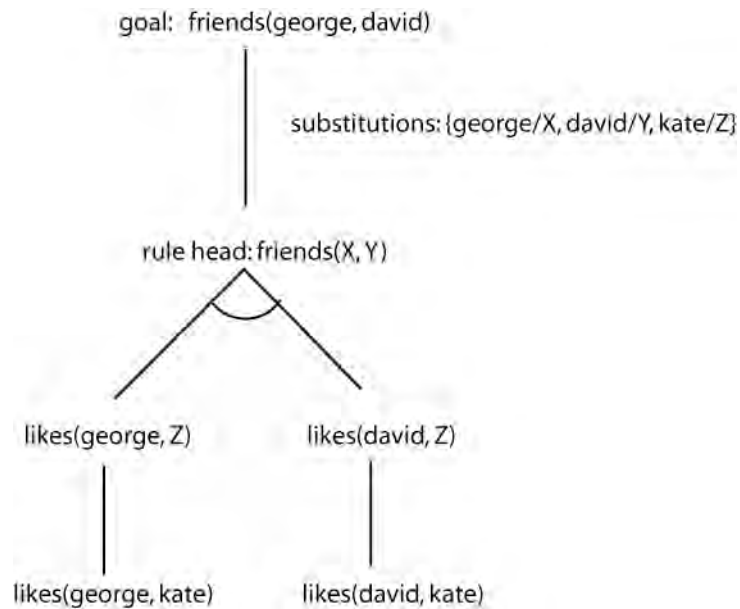 goal: friends(george, david)
substitutions: {george/X, david/Y, kate/Z}
rule head: friends(X, Y)
likes(george, Z) likes(david, Z)
likes(george, kate) likes(david, kate)